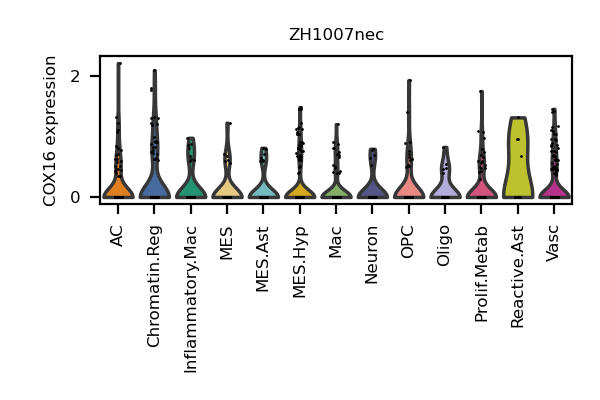 ZH1007nec
COX16 expression
2
0
AC
Chromatin.Reg
Inflammatory.Mac
MES
MES.Ast
MES.Hyp
Mac
Neuron
OPC
Oligo
Prolif.Metab
Reactive.Ast
Vasc